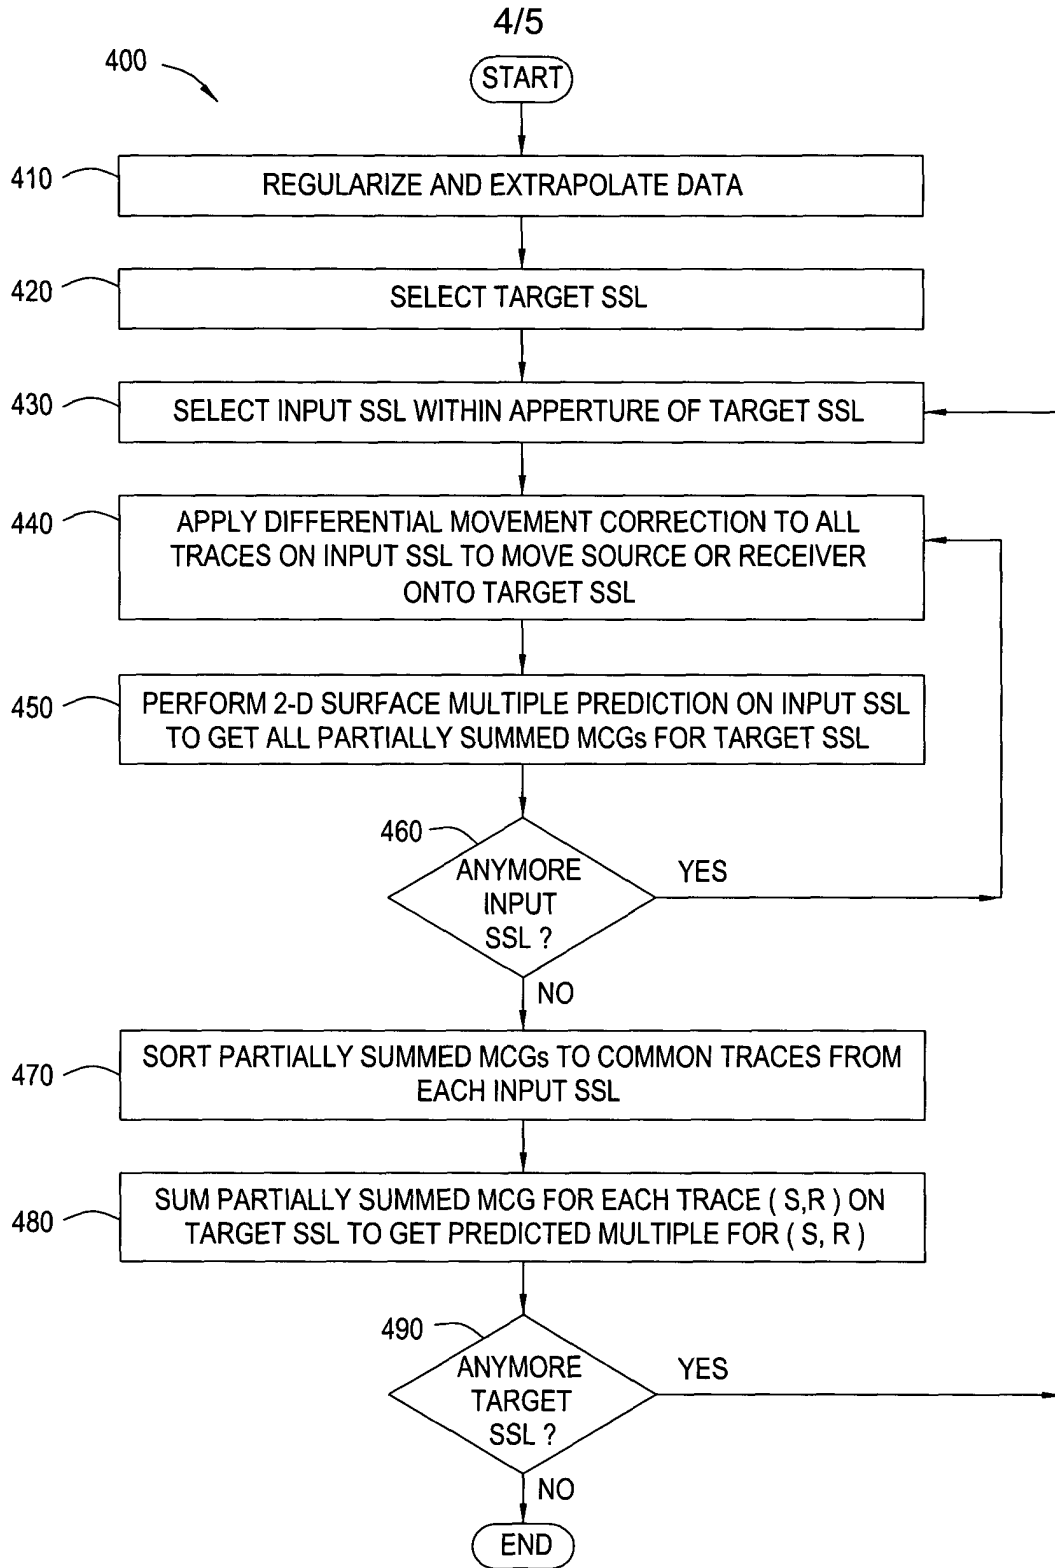 4/5
400
START
410
REGULARIZE AND EXTRAPOLATE DATA
420
SELECT TARGET SSL
430
SELECT INPUT SSL WITHIN APPERTURE OF TARGET SSL
440
APPLY DIFFERENTIAL MOVEMENT CORRECTION TO ALL
TRACES ON INPUT SSL TO MOVE SOURCE OR RECEIVER
ONTO TARGET SSL
450
PERFORM 2-D SURFACE MULTIPLE PREDICTION ON INPUT SSL
TO GET ALL PARTIALLY SUMMED MCGs FOR TARGET SSL
460
ANYMORE
INPUT
SSL ?
YES
NO
470
SORT PARTIALLY SUMMED MCGs TO COMMON TRACES FROM
EACH INPUT SSL
480
SUM PARTIALLY SUMMED MCG FOR EACH TRACE ( S,R ) ON
TARGET SSL TO GET PREDICTED MULTIPLE FOR ( S, R )
490
ANYMORE
TARGET
SSL ?
YES
NO
END